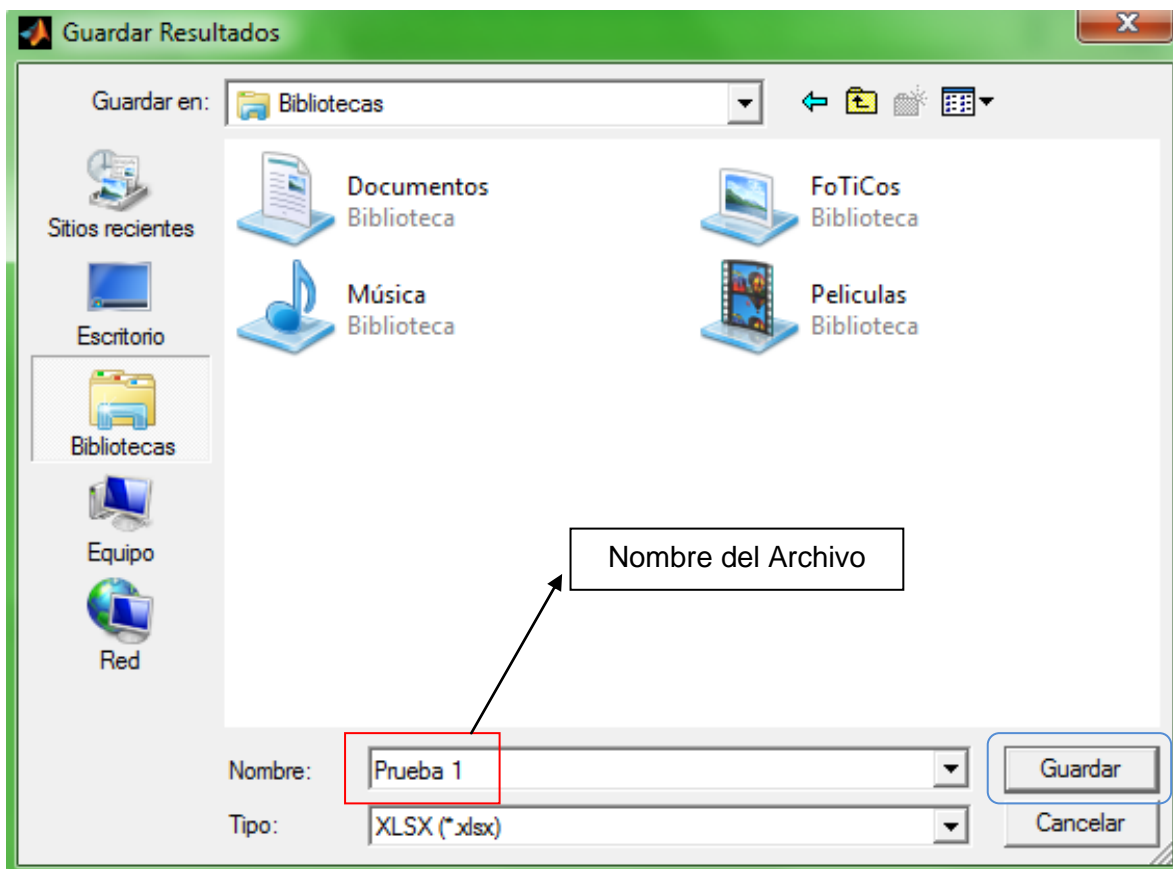 Guardar Resultados
Guardar en:
Bibliotecas
Sitios recientes
Escritorio
Bibliotecas
Equipo
Red
Documentos
Biblioteca
FoTiCos
Biblioteca
Música
Biblioteca
Peliculas
Biblioteca
Nombre del Archivo
Nombre:
Prueba 1
Guardar
Tipo:
XLSX (*.xlsx)
Cancelar